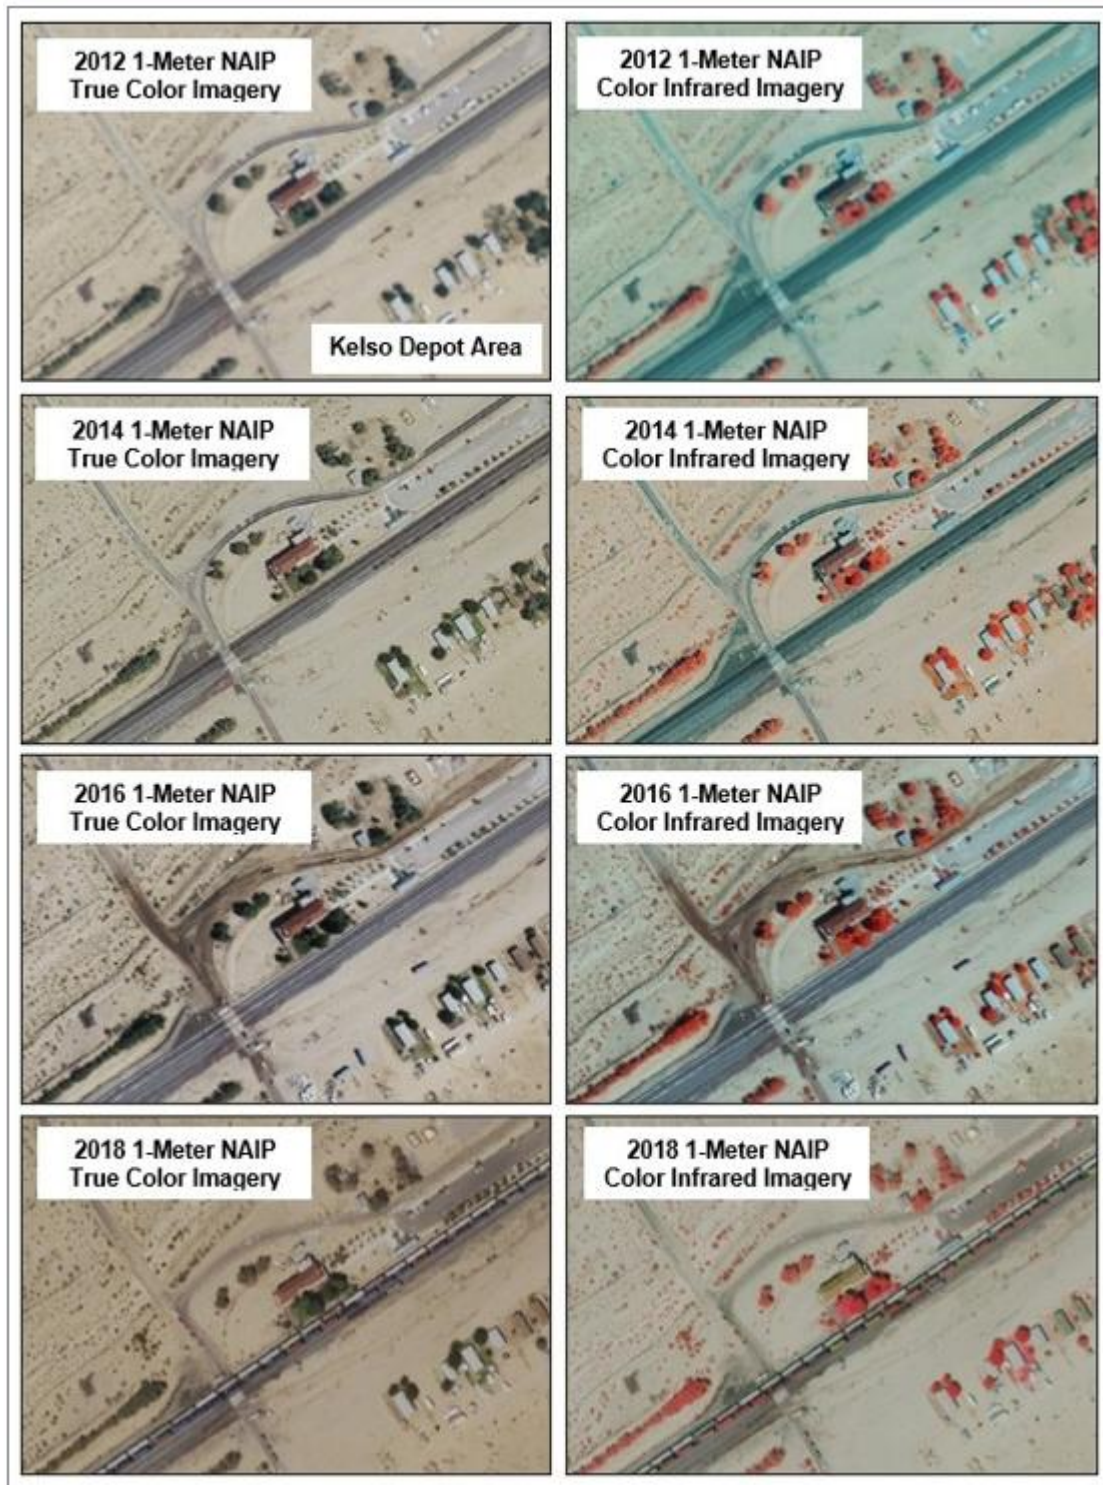 2012 1-Meter NAIP
True Color Imagery
2012 1-Meter NAIP
Color Infrared Imagery
Kelso Depot Area
2014 1-Meter NAIP
True Color Imagery
2014 1-Meter NAIP
Color Infrared Imagery
2016 1-Meter NAIP
True Color Imagery
2016 1-Meter NAIP
Color Infrared Imagery
2018 1-Meter NAIP
True Color Imagery
2018 1-Meter NAIP
Color Infrared Imagery